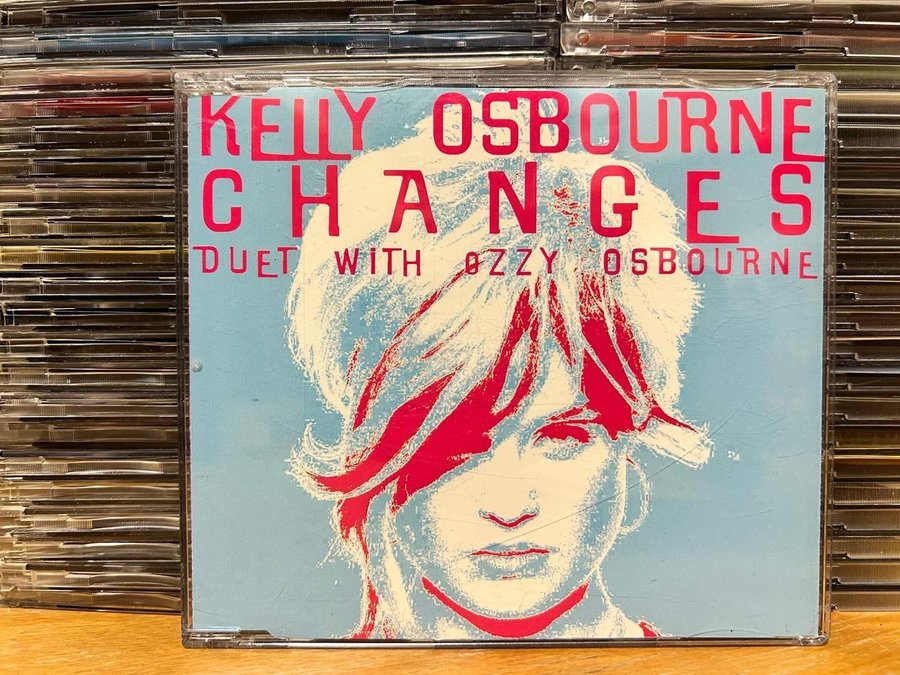 KELLY OSBOURNE
CHANGES
DUET WiTH oZZY OSBOURNE